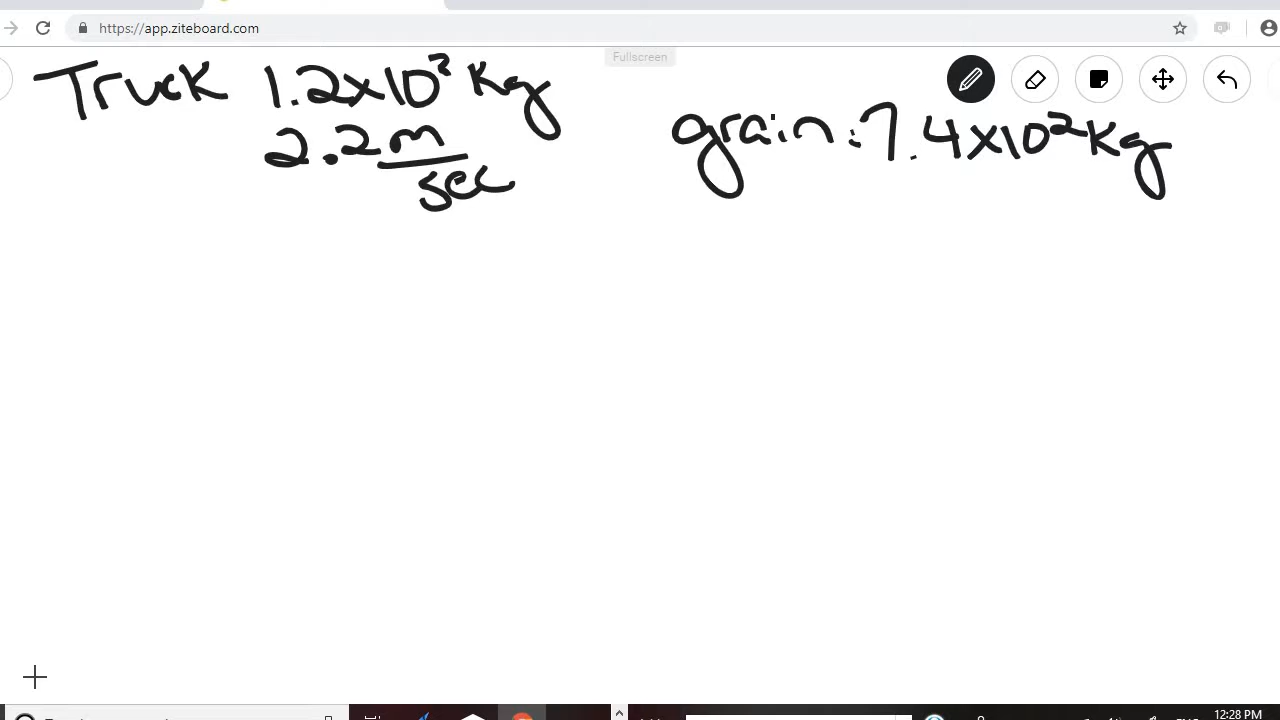 https://app.ziteboard.com
Fullscreen
Truck 1.2x10³ Kg
2.2 m
sec
grain: 7.4x10² Kg
12:28 PM